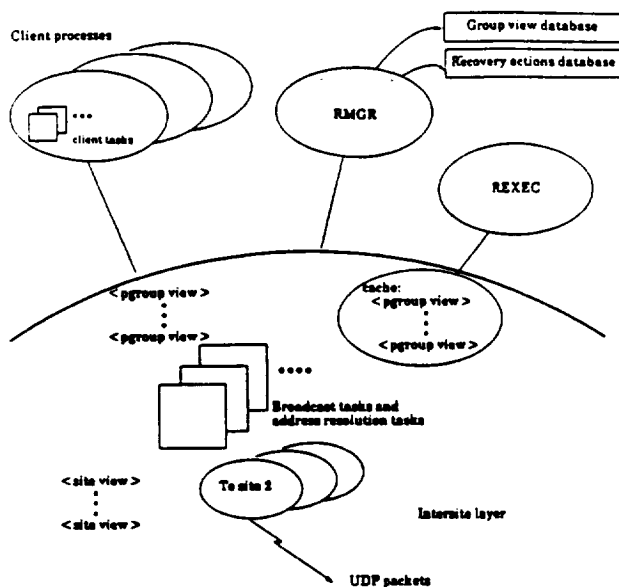 Group view database
Client processes
Recovery actions database
RMGR
client tasks
REXEC
< pgroup view >
< pgroup view >
cache:
< pgroup view >
< pgroup view >
Broadcast tasks and
address resolution tasks
< site view >
< site view >
To site 2
Intersite layer
UDP packets